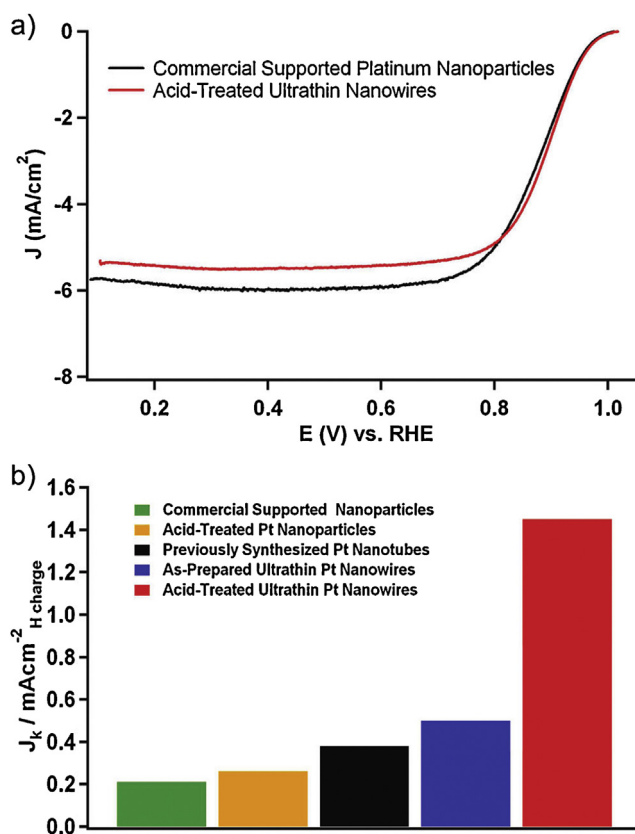 a)
0
-2
-4
-6
-8
J (mA/cm²)
Commercial Supported Platinum Nanoparticles
Acid-Treated Ultrathin Nanowires
0.2 0.4 0.6 0.8 1.0
E (V) vs. RHE
b)
1.6
1.4
1.2
1.0
0.8
0.6
0.4
0.2
0.0
Jₖ / mAcm⁻² H charge
Commercial Supported Nanoparticles
Acid-Treated Pt Nanoparticles
Previously Synthesized Pt Nanotubes
As-Prepared Ultrathin Pt Nanowires
Acid-Treated Ultrathin Pt Nanowires